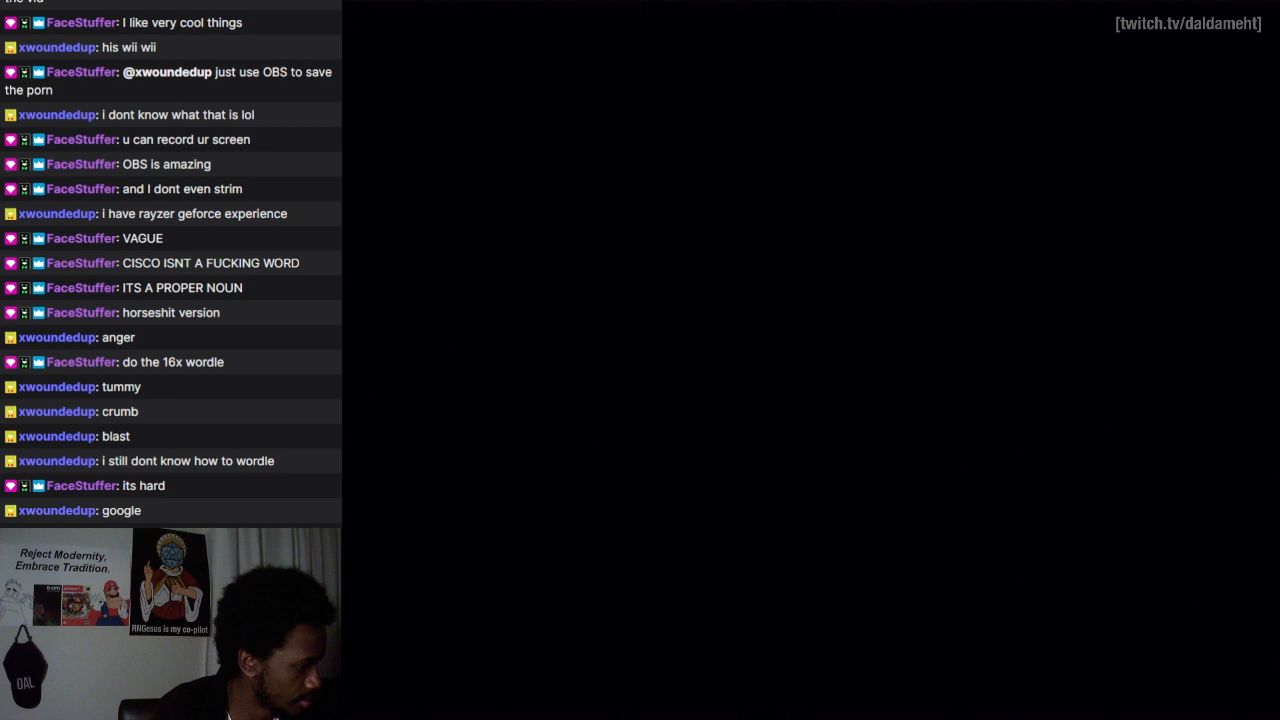 FaceStuffer: I like very cool things
xwoundedup: his wii wii
FaceStuffer: @xwoundedup just use OBS to save
the porn
xwoundedup: i dont know what that is lol
FaceStuffer: u can record ur screen
FaceStuffer: OBS is amazing
FaceStuffer: and I dont even strim
xwoundedup: i have rayzer geforce experience
FaceStuffer: VAGUE
FaceStuffer: CISCO ISNT A FUCKING WORD
FaceStuffer: ITS A PROPER NOUN
FaceStuffer: horseshit version
xwoundedup: anger
FaceStuffer: do the 16x wordle
xwoundedup: tummy
xwoundedup: crumb
xwoundedup: blast
xwoundedup: i still dont know how to wordle
FaceStuffer: its hard
xwoundedup: google
[twitch.tv/daldameht]
Reject Modernity,
Embrace Tradition.
RNGesus is my co-pilot
DAL